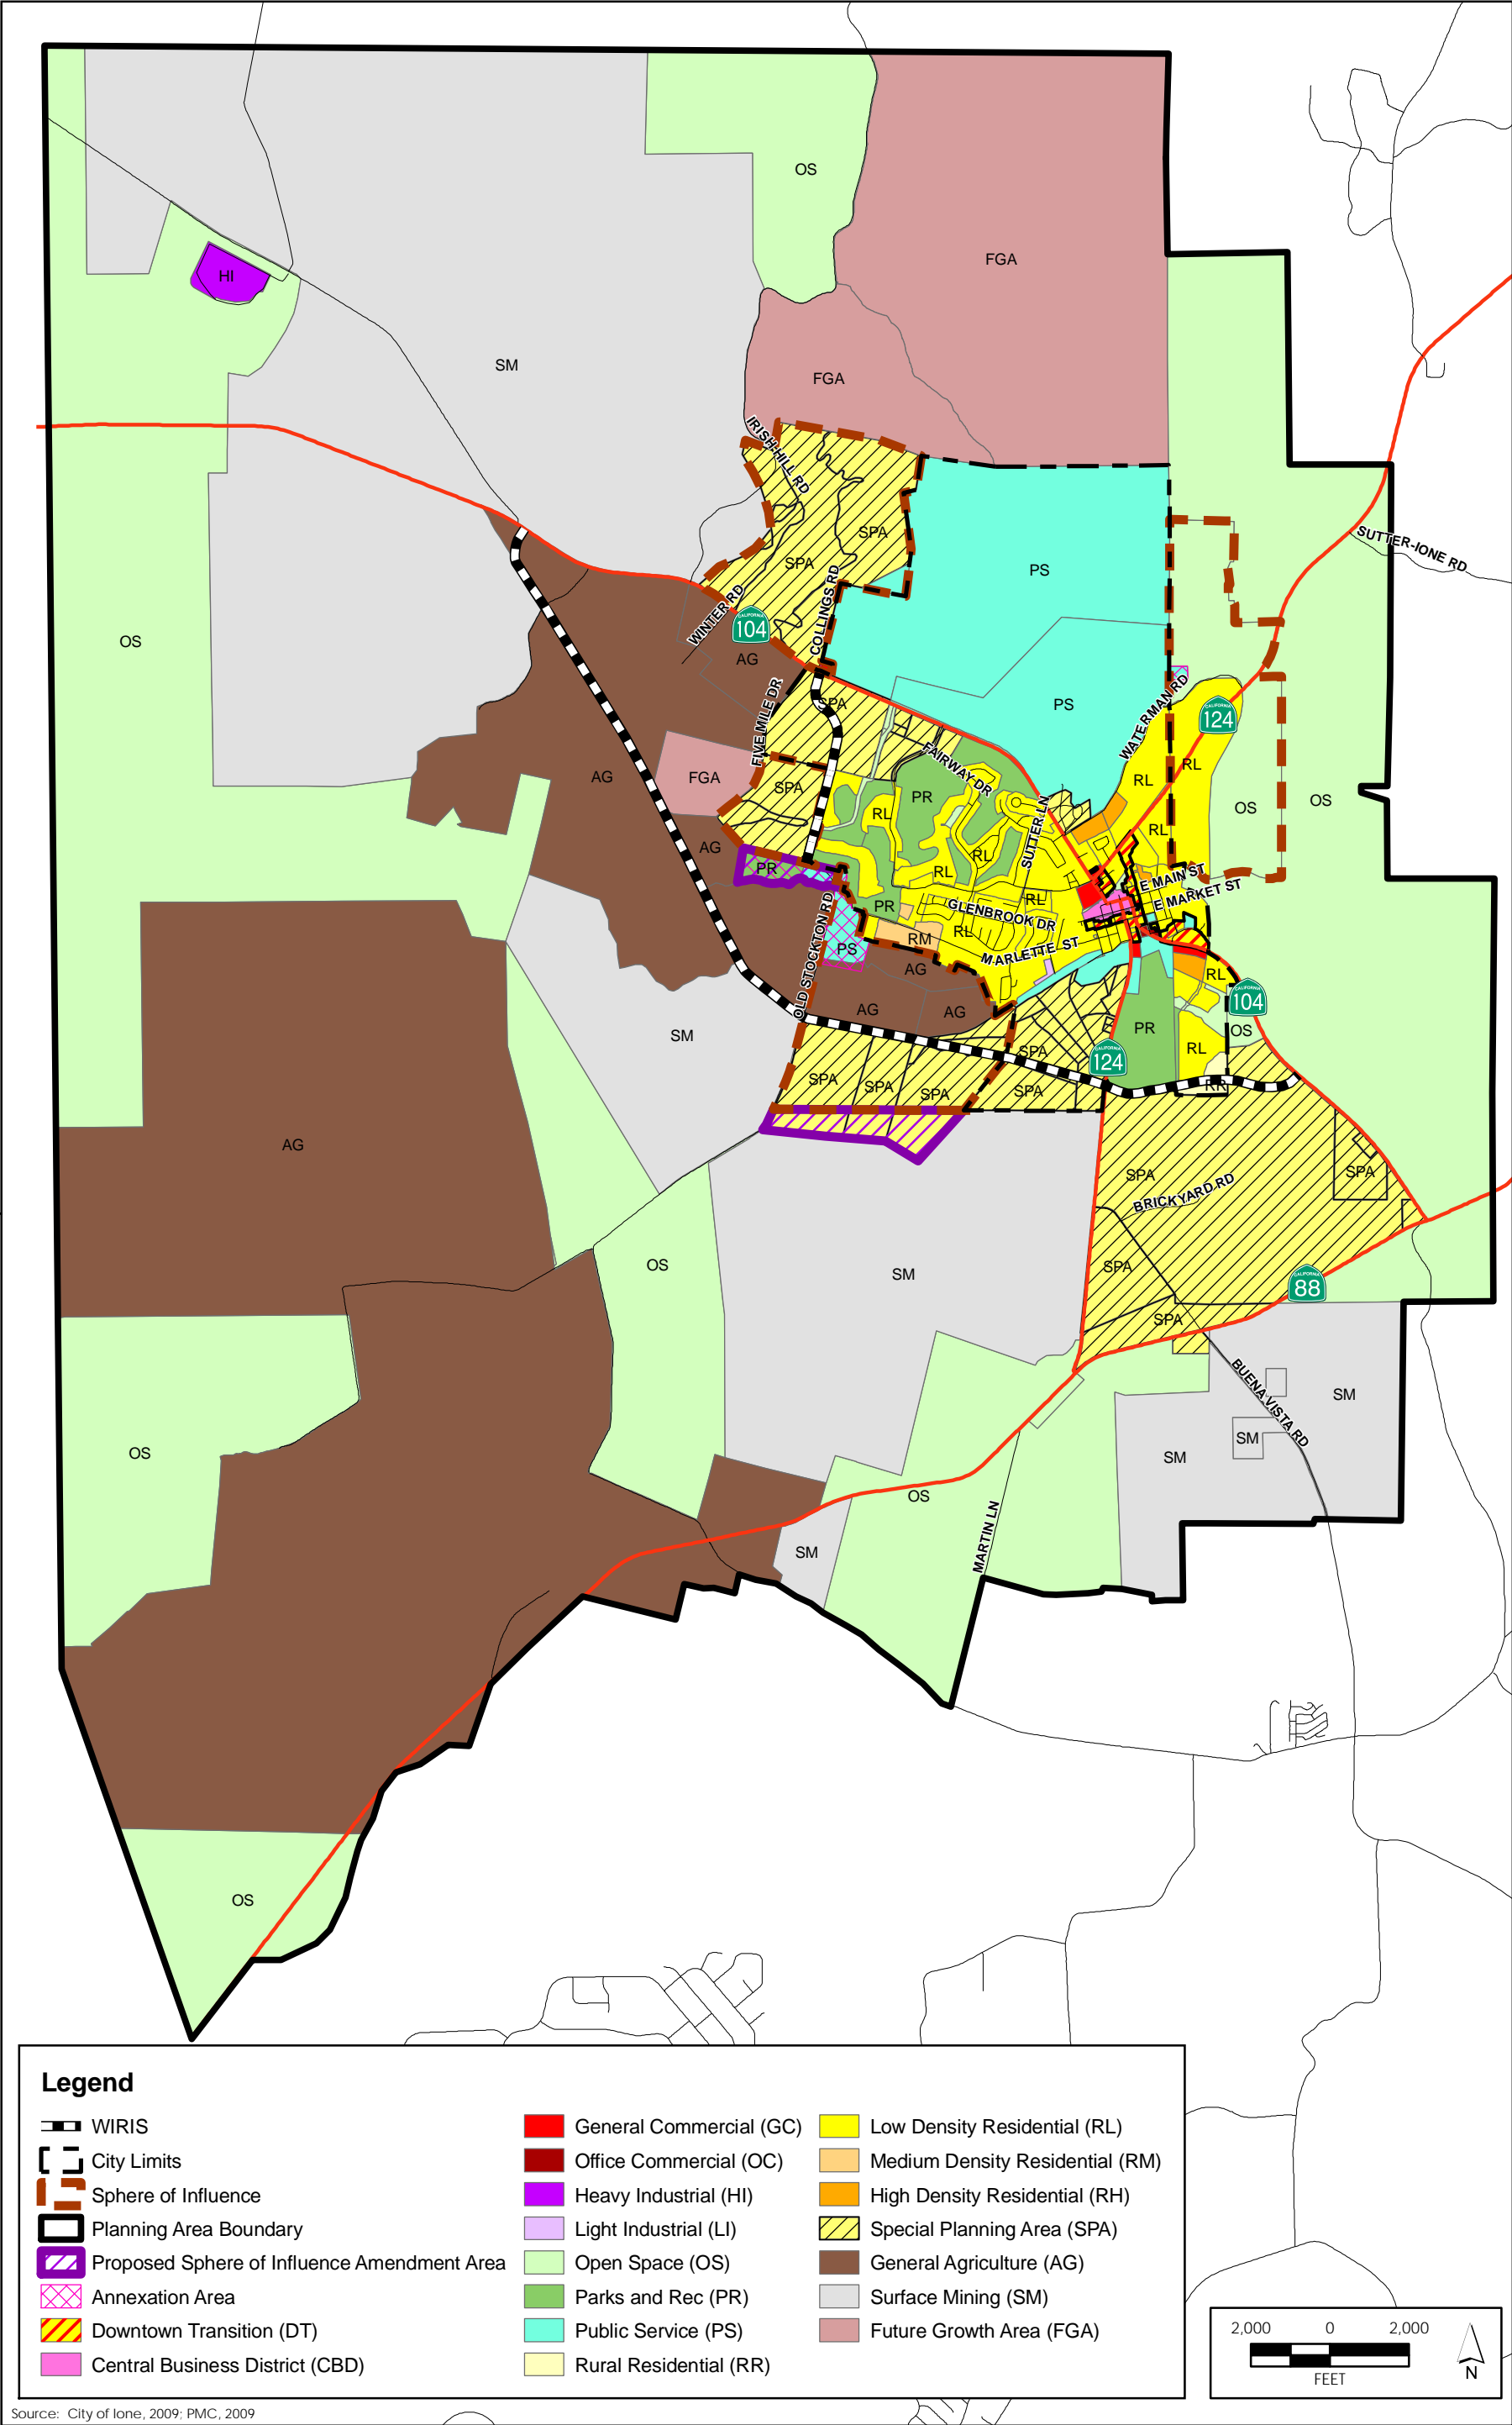 OS
FGA
HI
SM
FGA
IRISH HILL RD
SUTTER-IONE RD
SPA
SPA
PS
COLLINGS RD
WINTER RD
CALIFORNIA
104
OS
AG
PS
SPA
FIVE MILE DR
WATERMAN RD
CALIFORNIA
124
FAIRWAY DR
RL
RL
AG
FGA
SPA
PR
OS
OS
RL
SUTTER LN
RL
AG
RL
RL
PR
E MAIN ST
E MARKET ST
RL
PR
GLENBROOK DR
RL
RM
MARLETTE ST
PS
OLD STOCKTON RD
AG
RL
CALIFORNIA
104
AG
AG
PR
OS
SM
SPA
CALIFORNIA
124
RL
SPA
SPA
SPA
SPA
RR
AG
SPA
SPA
BRICKYARD RD
OS
SM
SPA
CALIFORNIA
88
SPA
BUENA VISTA RD
SM
SM
OS
SM
OS
MARTIN LN
SM
OS
Legend
WIRIS
City Limits
Sphere of Influence
Planning Area Boundary
Proposed Sphere of Influence Amendment Area
Annexation Area
Downtown Transition (DT)
Central Business District (CBD)
General Commercial (GC)
Office Commercial (OC)
Heavy Industrial (HI)
Light Industrial (LI)
Open Space (OS)
Parks and Rec (PR)
Public Service (PS)
Rural Residential (RR)
Low Density Residential (RL)
Medium Density Residential (RM)
High Density Residential (RH)
Special Planning Area (SPA)
General Agriculture (AG)
Surface Mining (SM)
Future Growth Area (FGA)
2,000 0 2,000
FEET
N
Source: City of Ione, 2009; PMC, 2009